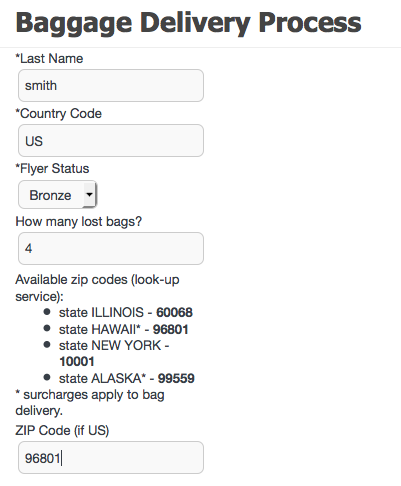 Baggage Delivery Process
*Last Name
smith
*Country Code
US
*Flyer Status
Bronze
How many lost bags?
4
Available zip codes (look-up
service):
• state ILLINOIS - 60068
• state HAWAII* - 96801
• state NEW YORK -
10001
• state ALASKA* - 99559
* surcharges apply to bag
delivery.
ZIP Code (if US)
96801